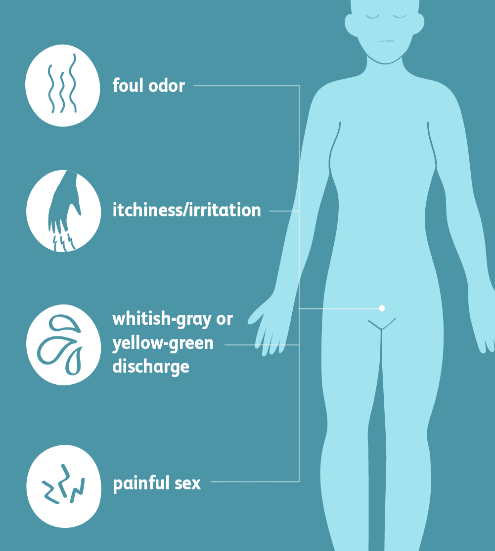 foul odor
itchiness/irritation
whitish-gray or
yellow-green
discharge
painful sex